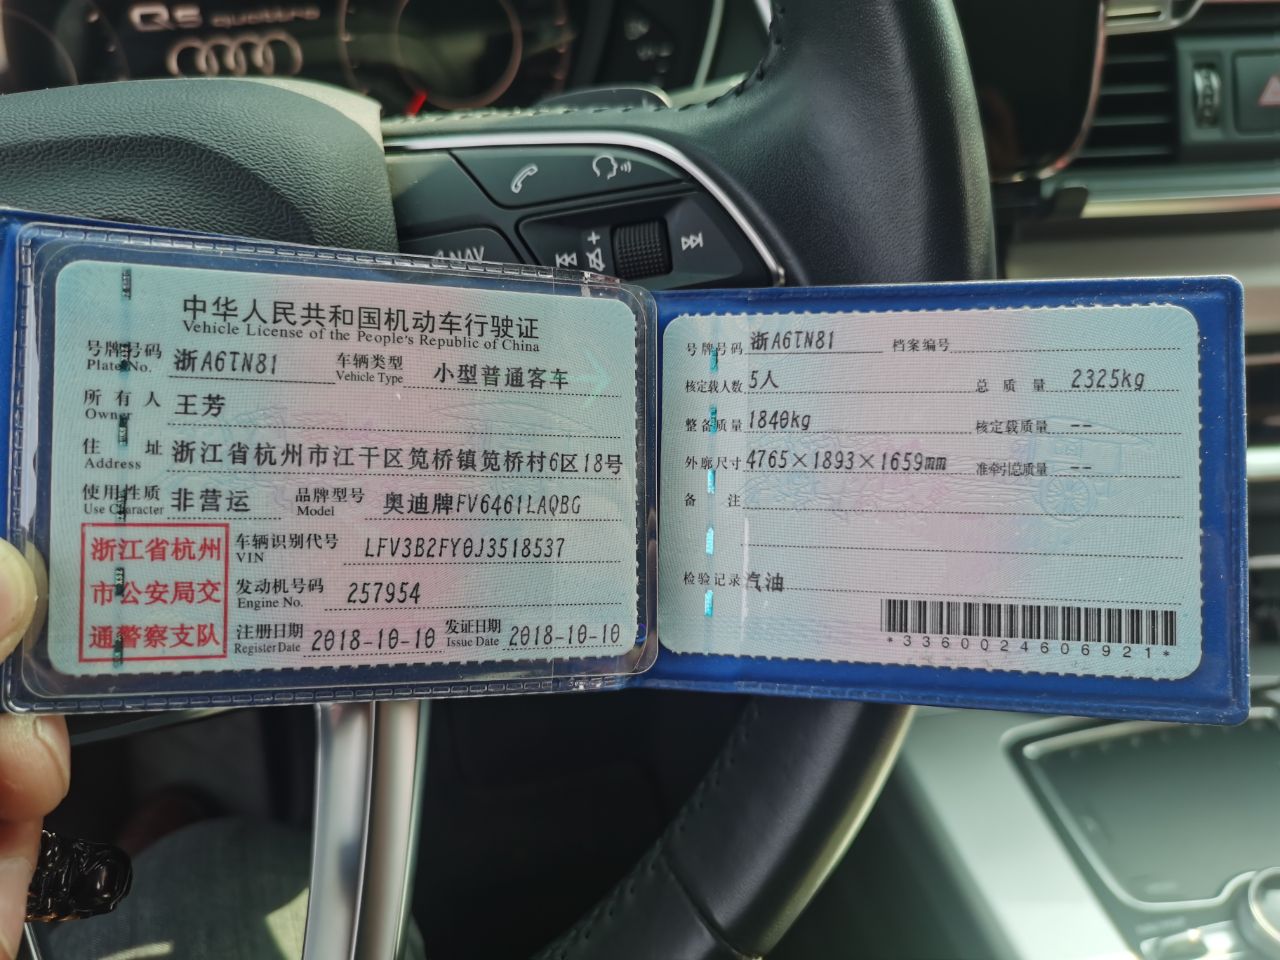 Q5 quattro
NAV
中华人民共和国机动车行驶证
Vehicle License of the People's Republic of China
号牌号码 浙A6TN81 车辆类型 小型普通客车
Plate No. Vehicle Type
所有人 王芳
Owner
住址 浙江省杭州市江干区笕桥镇笕桥村6区18号
Address
使用性质 非营运 品牌型号 奥迪牌FV6461LAQBG
Use Character Model
浙江省杭州
市公安局交
通警察支队
车辆识别代号 LFV3B2FY0J3518537
VIN
发动机号码 257954
Engine No.
注册日期 2018-10-10 发证日期 2018-10-10
Register Date Issue Date
号牌号码 浙A6TN81 档案编号
核定载人数 5人 总质量 2325kg
整备质量 1840kg 核定载质量 --
外廓尺寸 4765×1893×1659mm 准牵引总质量 --
备注
检验记录 汽油
*3360024606921*